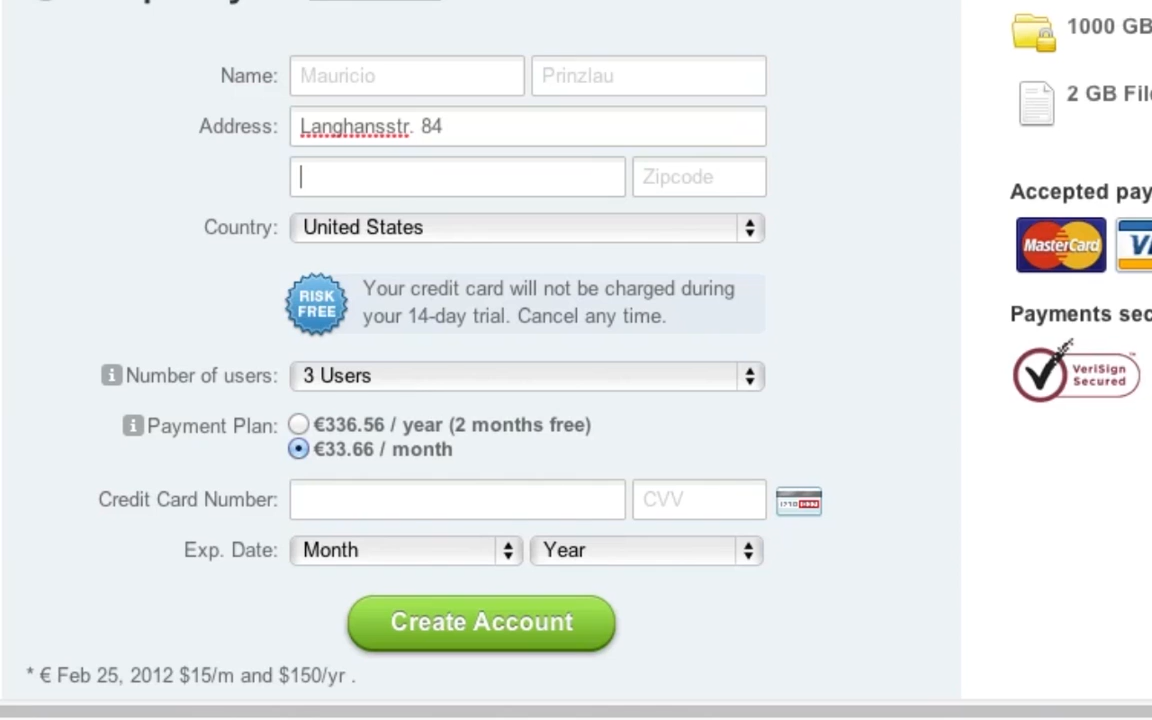 Name: Mauricio Prinzlau
1000 GB
2 GB
Address: Langhansstr. 84
Zipcode
Country: United States
Accepted
MasterCard
RISK FREE
Your credit card will not be charged during
your 14-day trial. Cancel any time.
Payments
VeriSign
Secured
Number of users: 3 Users
Payment Plan: €336.56 / year (2 months free)
€33.66 / month
Credit Card Number: CVV
Exp. Date: Month Year
Create Account
* € Feb 25, 2012 $15/m and $150/yr .